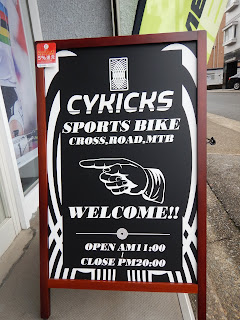 CYKICKS
SPORTS BIKE
CROSS,ROAD,MTB
WELCOME!!
OPEN AM11:00
CLOSE PM20:00